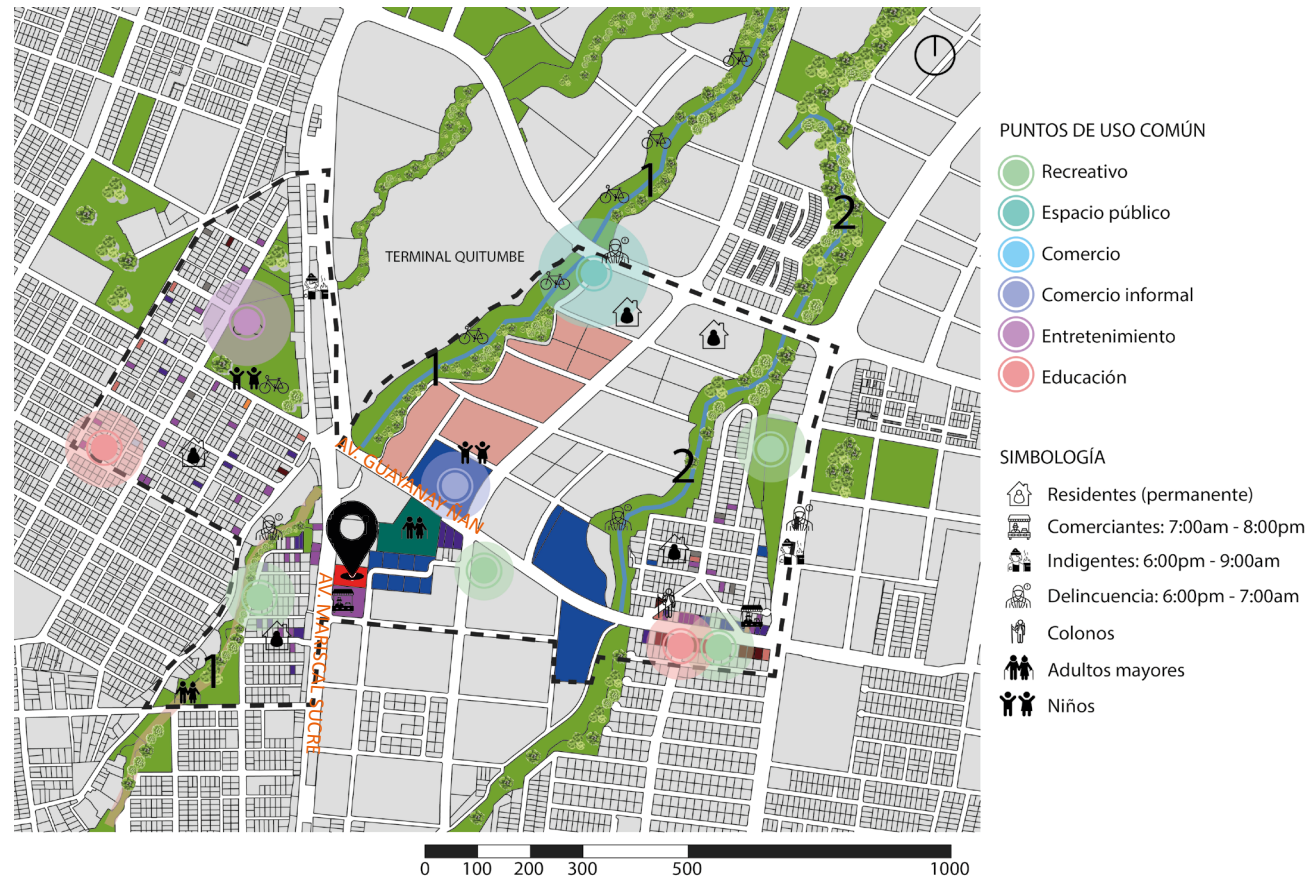 1
2
TERMINAL QUITUMBE
1
AV. GUAYANAY ÑAN
2
AV. MARISCAL SUCRE
1
PUNTOS DE USO COMÚN
Recreativo
Espacio público
Comercio
Comercio informal
Entretenimiento
Educación
SIMBOLOGÍA
Residentes (permanente)
Comerciantes: 7:00am - 8:00pm
Indigentes: 6:00pm - 9:00am
Delincuencia: 6:00pm - 7:00am
Colonos
Adultos mayores
Niños
0 100 200 300 500 1000